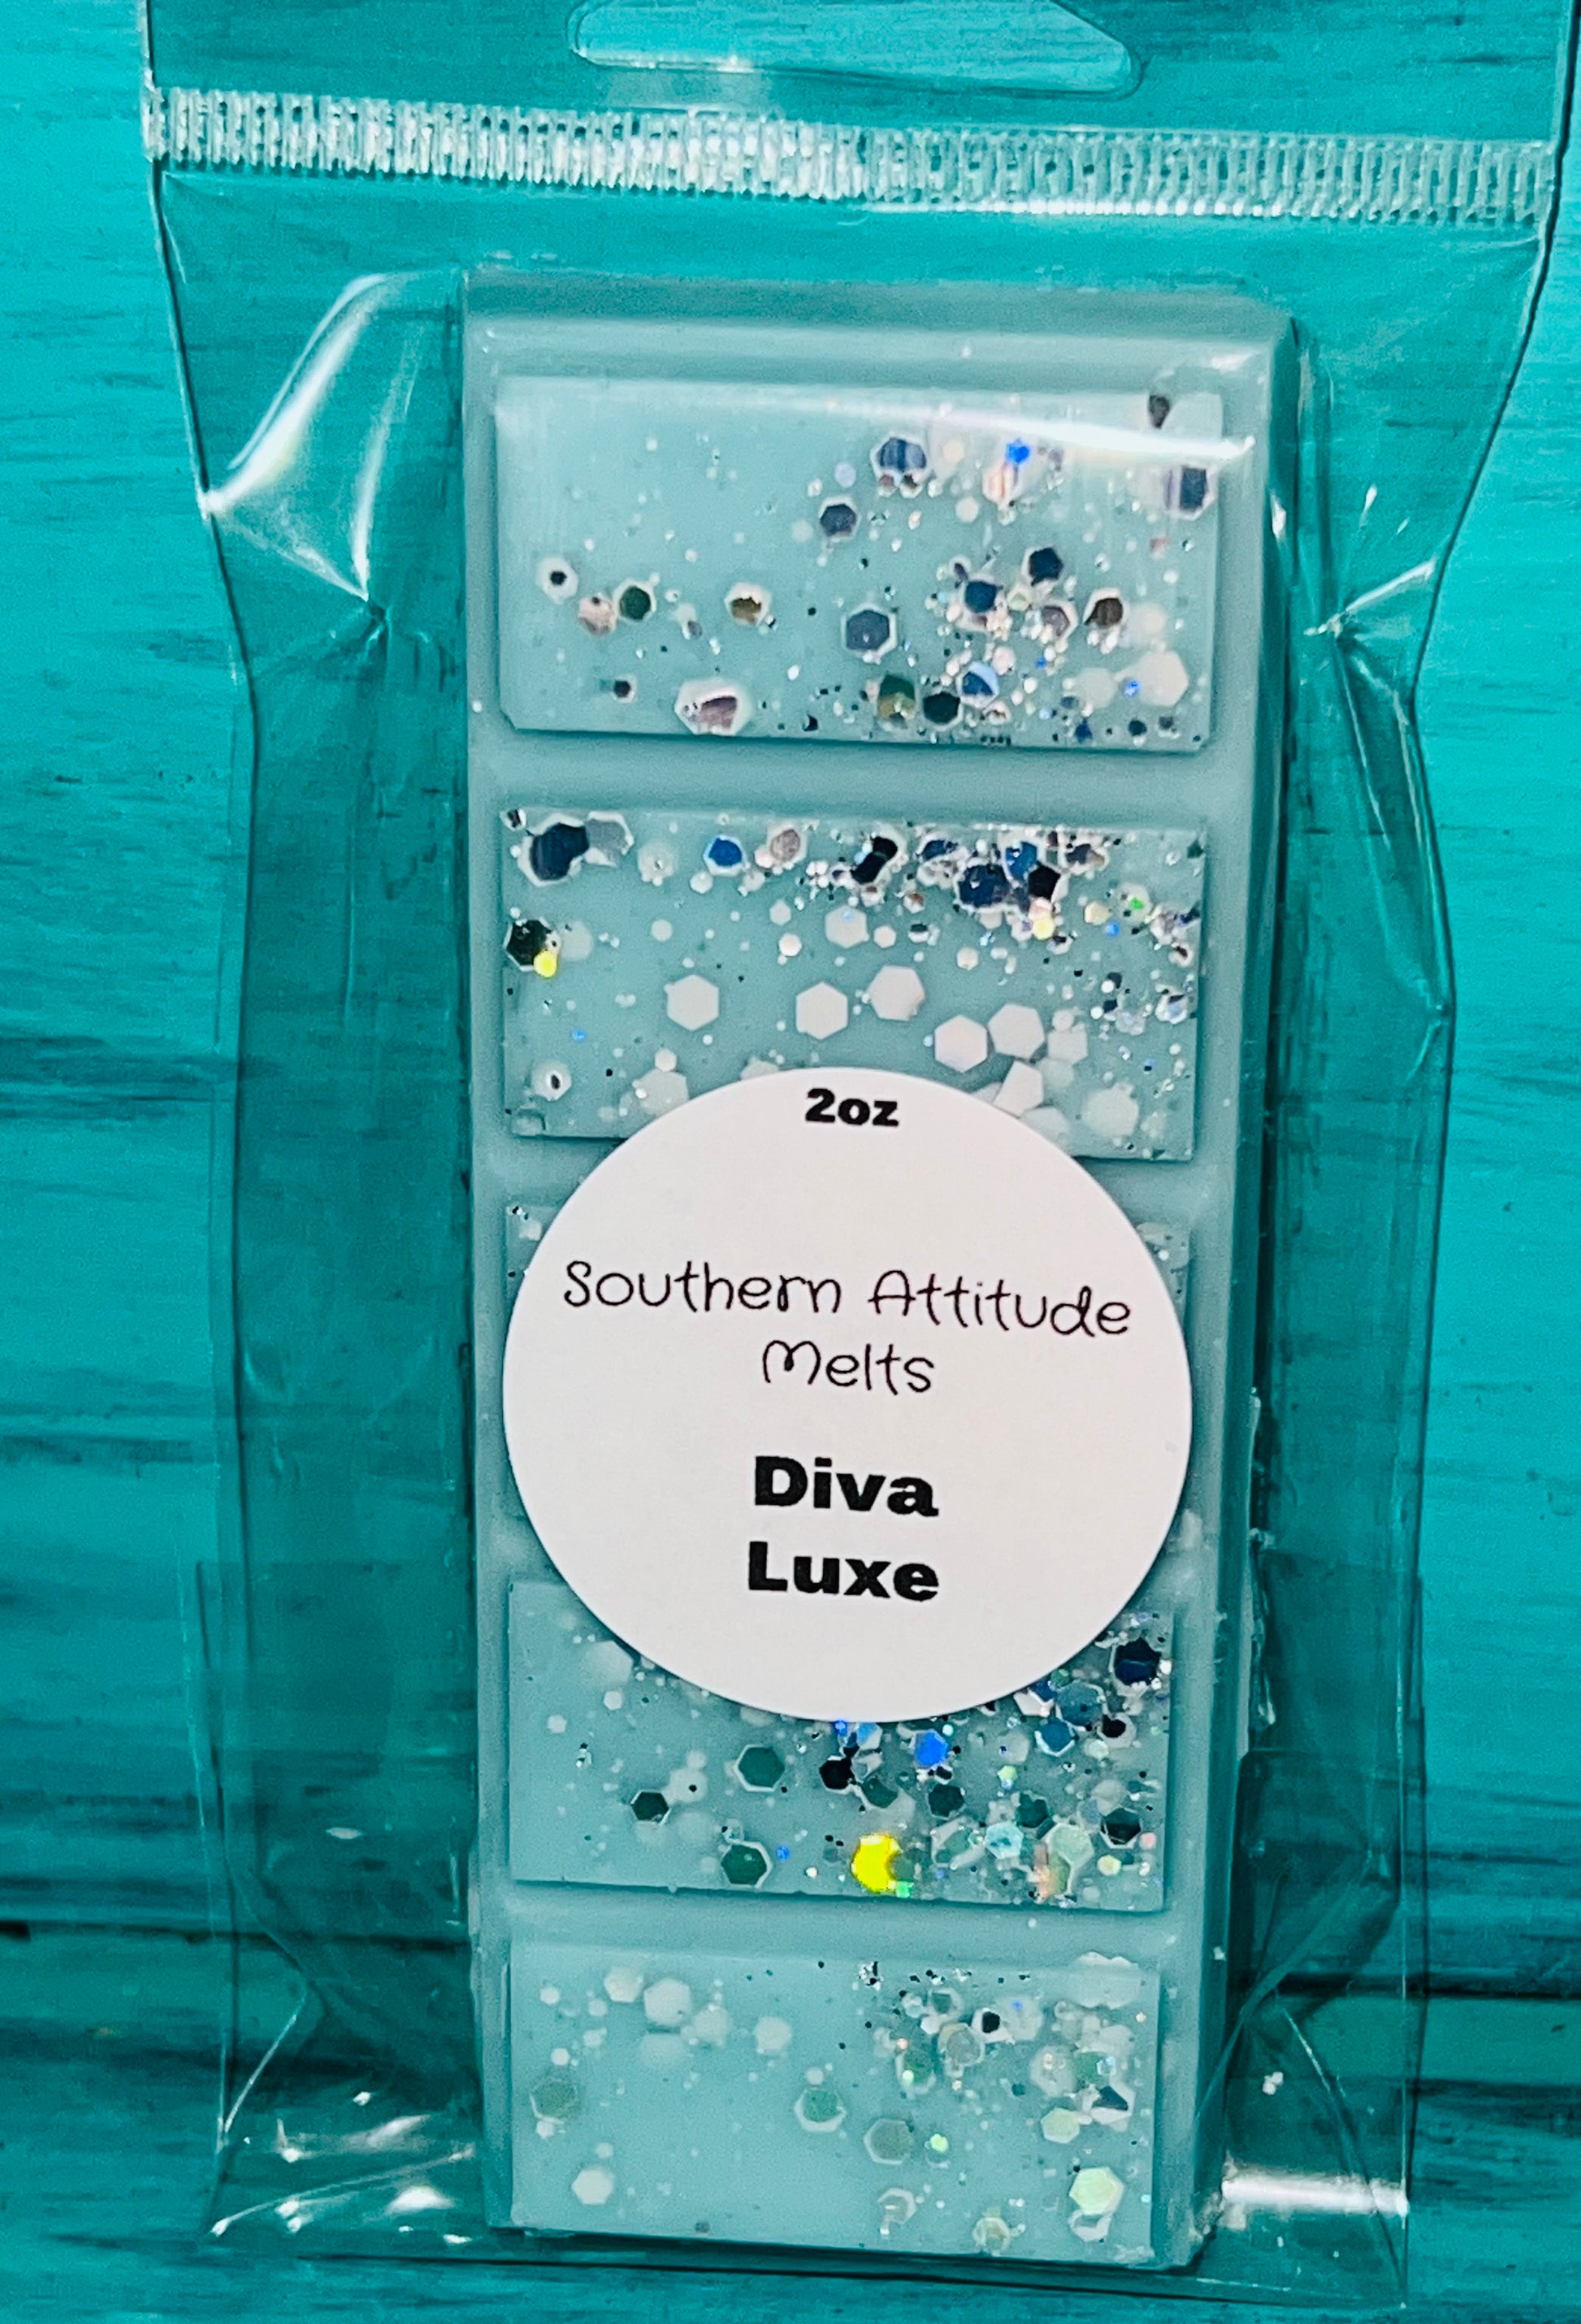 2oz
Southern Attitude
Melts
Diva
Luxe